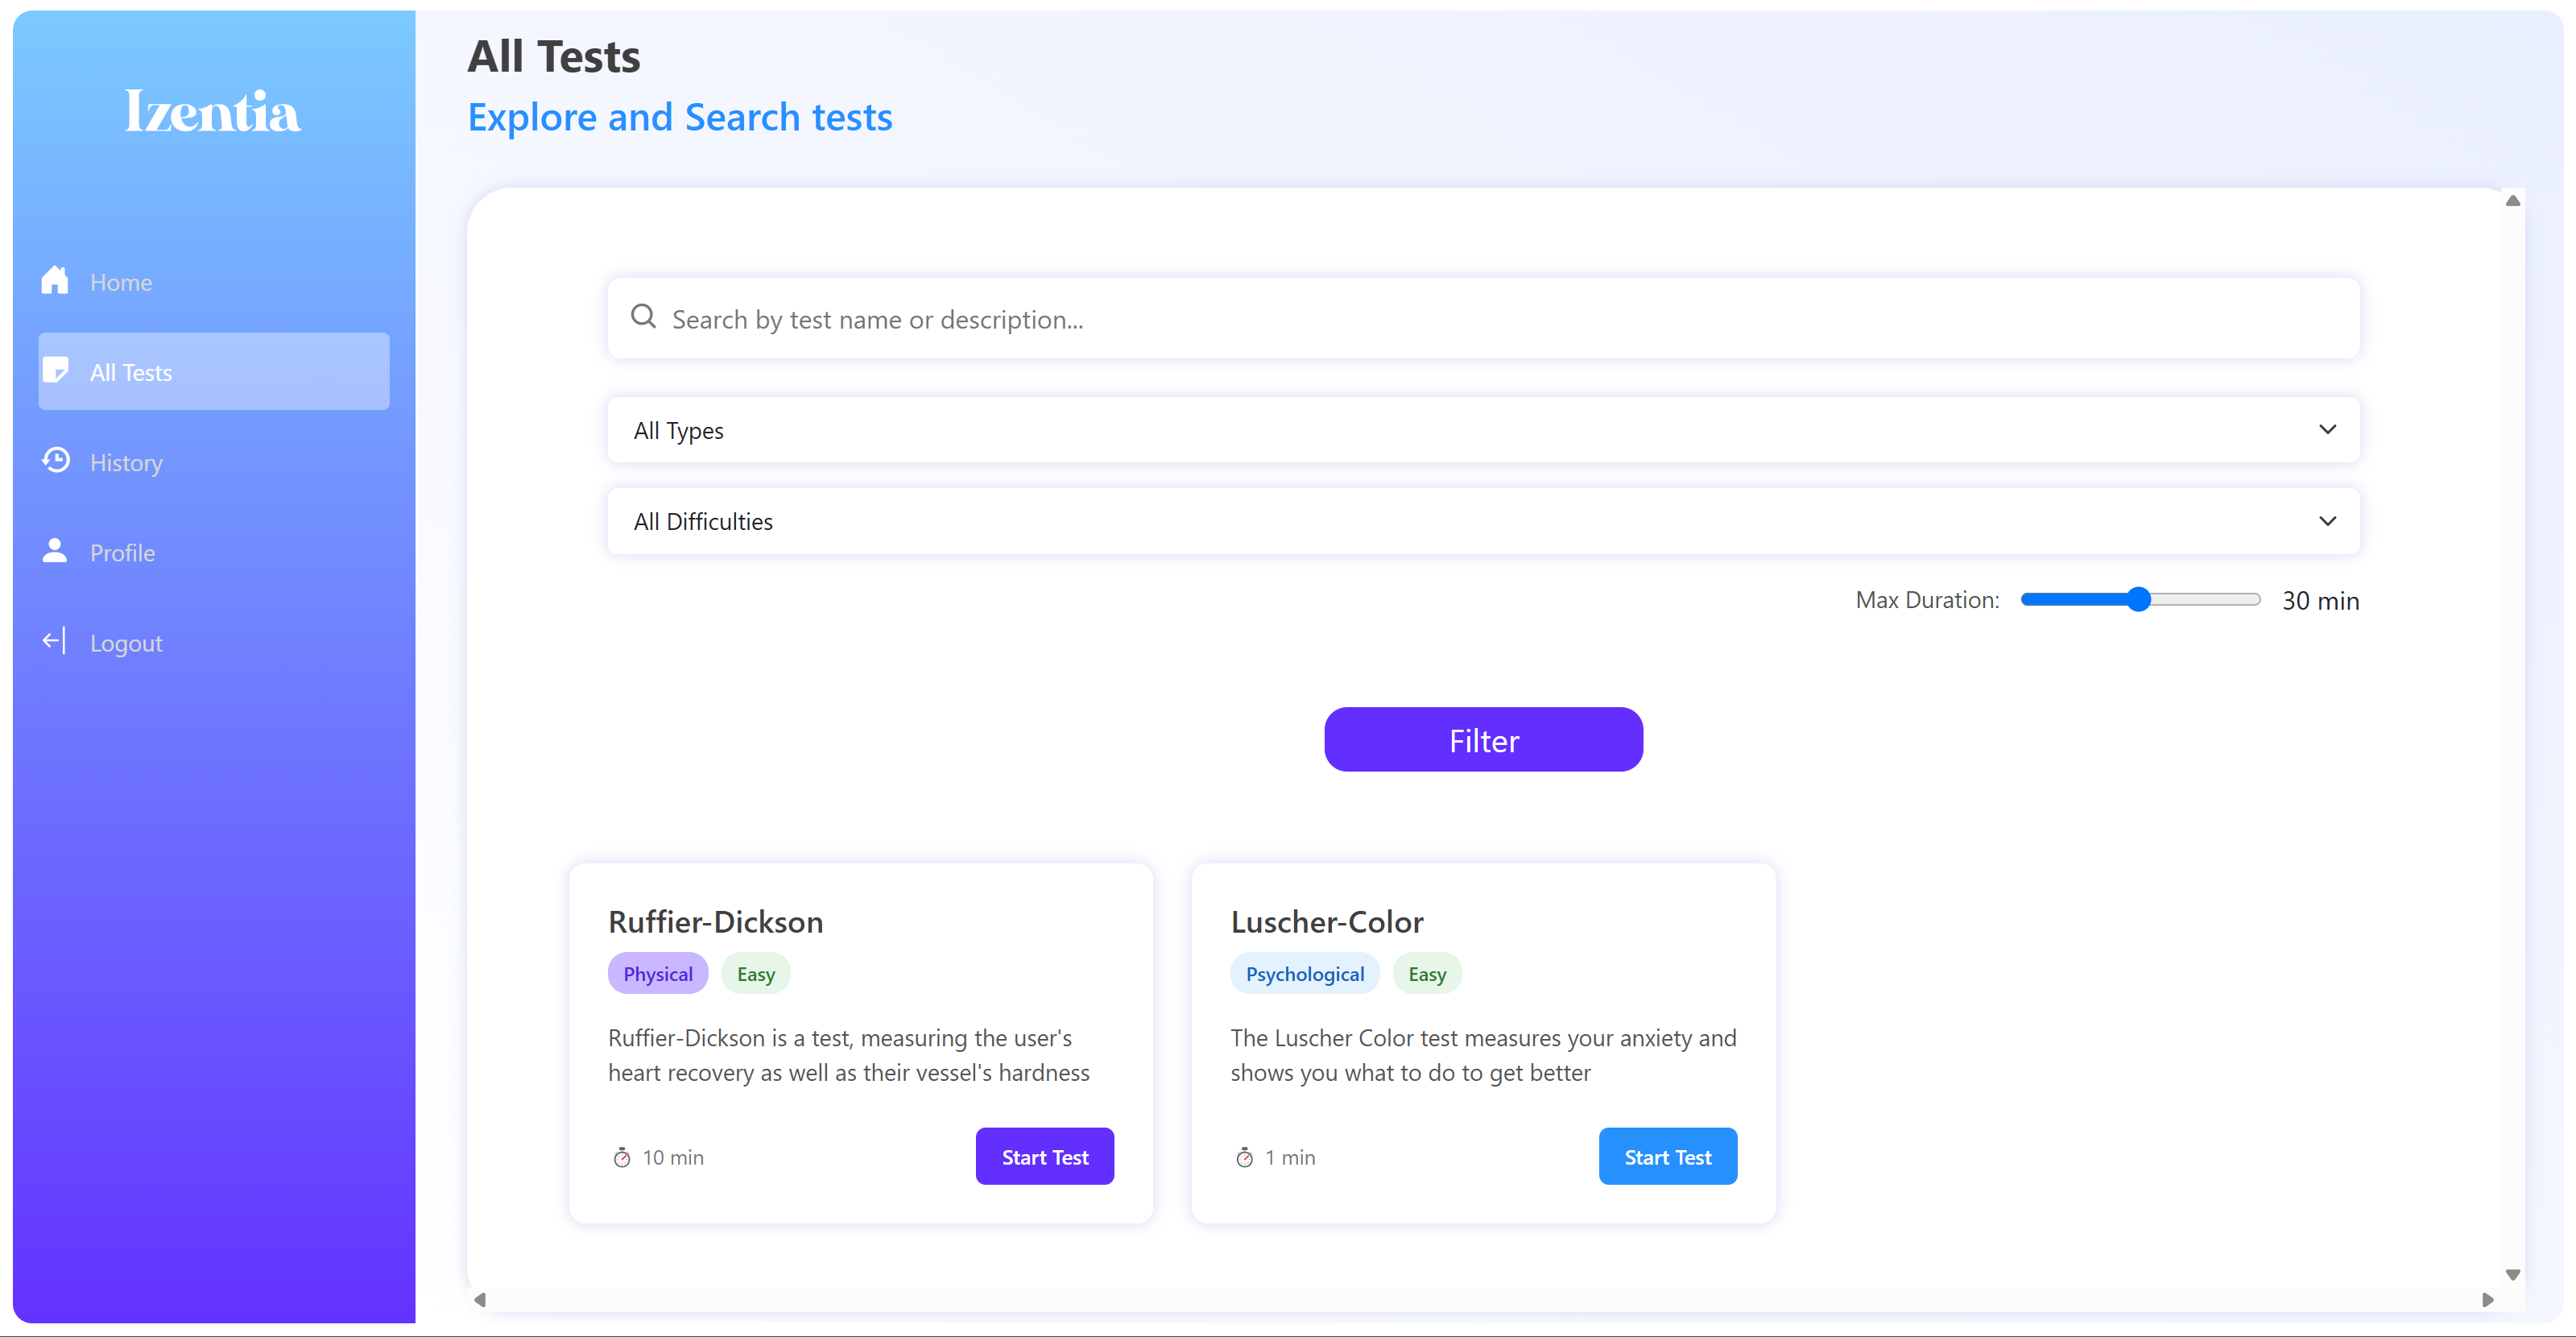 Izentia
Home
All Tests
History
Profile
Logout
All Tests
Explore and Search tests
Search by test name or description...
All Types
All Difficulties
Max Duration: 30 min
Filter
Ruffier-Dickson
Physical Easy
Ruffier-Dickson is a test, measuring the user's
heart recovery as well as their vessel's hardness
10 min Start Test
Luscher-Color
Psychological Easy
The Luscher Color test measures your anxiety and
shows you what to do to get better
1 min Start Test